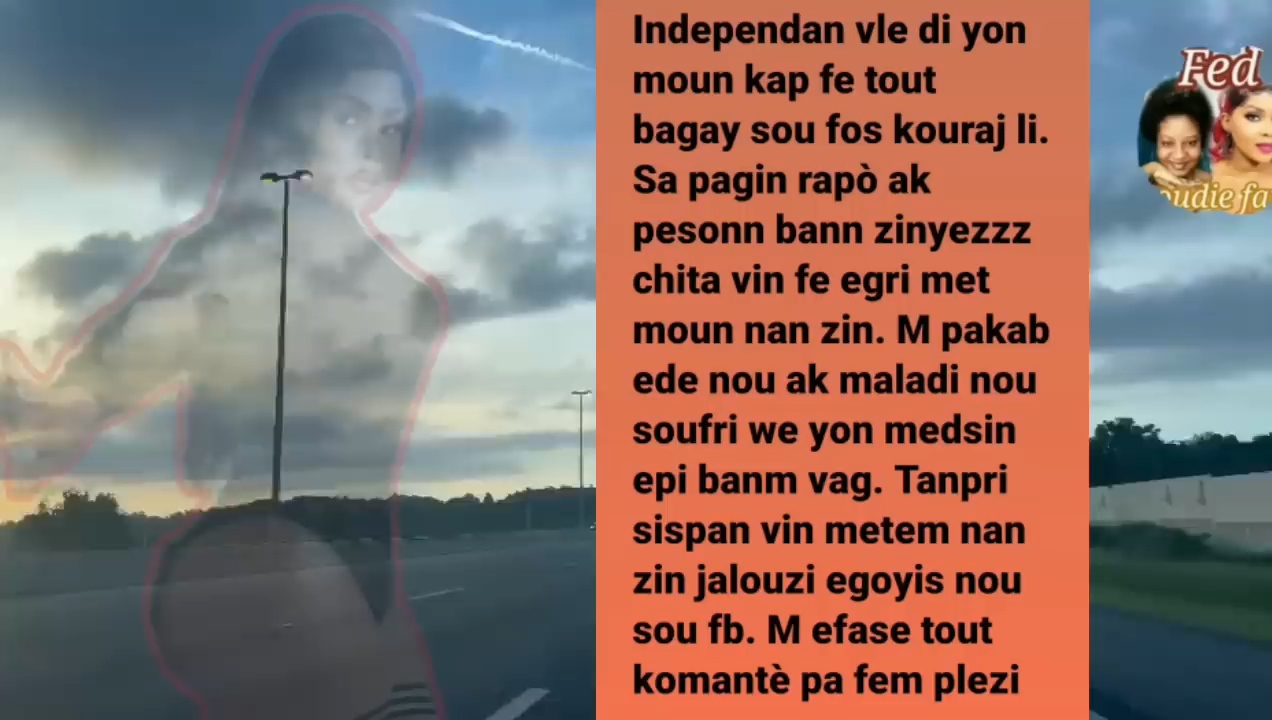 Independan vle di yon
moun kap fe tout
bagay sou fos kouraj li.
Sa pagin rapò ak
pesonn bann zinyezzz
chita vin fe egri met
moun nan zin. M pakab
ede nou ak maladi nou
soufri we yon medsin
epi banm vag. Tanpri
sispan vin metem nan
zin jalouzi egoyis nou
sou fb. M efase tout
komantè pa fem plezi
Fed
oudie fa